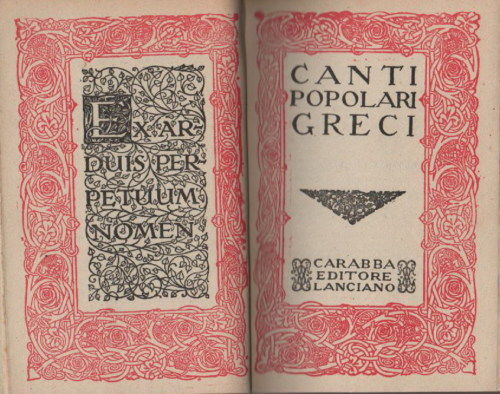 EX AR-
DUIS PER-
PETUUM
NOMEN
CANTI
POPOLARI
GRECI
CARABBA
EDITORE
LANCIANO